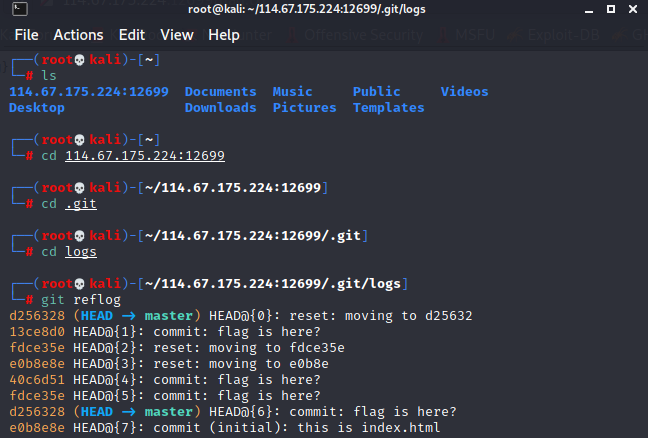 root@kali: ~/114.67.175.224:12699/.git/logs
File Actions Edit View Help
┌──(root💀kali)-[~]
└─# ls
114.67.175.224:12699 Documents Music Public Videos
Desktop Downloads Pictures Templates
┌──(root💀kali)-[~]
└─# cd 114.67.175.224:12699
┌──(root💀kali)-[~/114.67.175.224:12699]
└─# cd .git
┌──(root💀kali)-[~/114.67.175.224:12699/.git]
└─# cd logs
┌──(root💀kali)-[~/114.67.175.224:12699/.git/logs]
└─# git reflog
d256328 (HEAD -> master) HEAD@{0}: reset: moving to d25632
13ce8d0 HEAD@{1}: commit: flag is here?
fdce35e HEAD@{2}: reset: moving to fdce35e
e0b8e8e HEAD@{3}: reset: moving to e0b8e
40c6d51 HEAD@{4}: commit: flag is here?
fdce35e HEAD@{5}: commit: flag is here?
d256328 (HEAD -> master) HEAD@{6}: commit: flag is here?
e0b8e8e HEAD@{7}: commit (initial): this is index.html